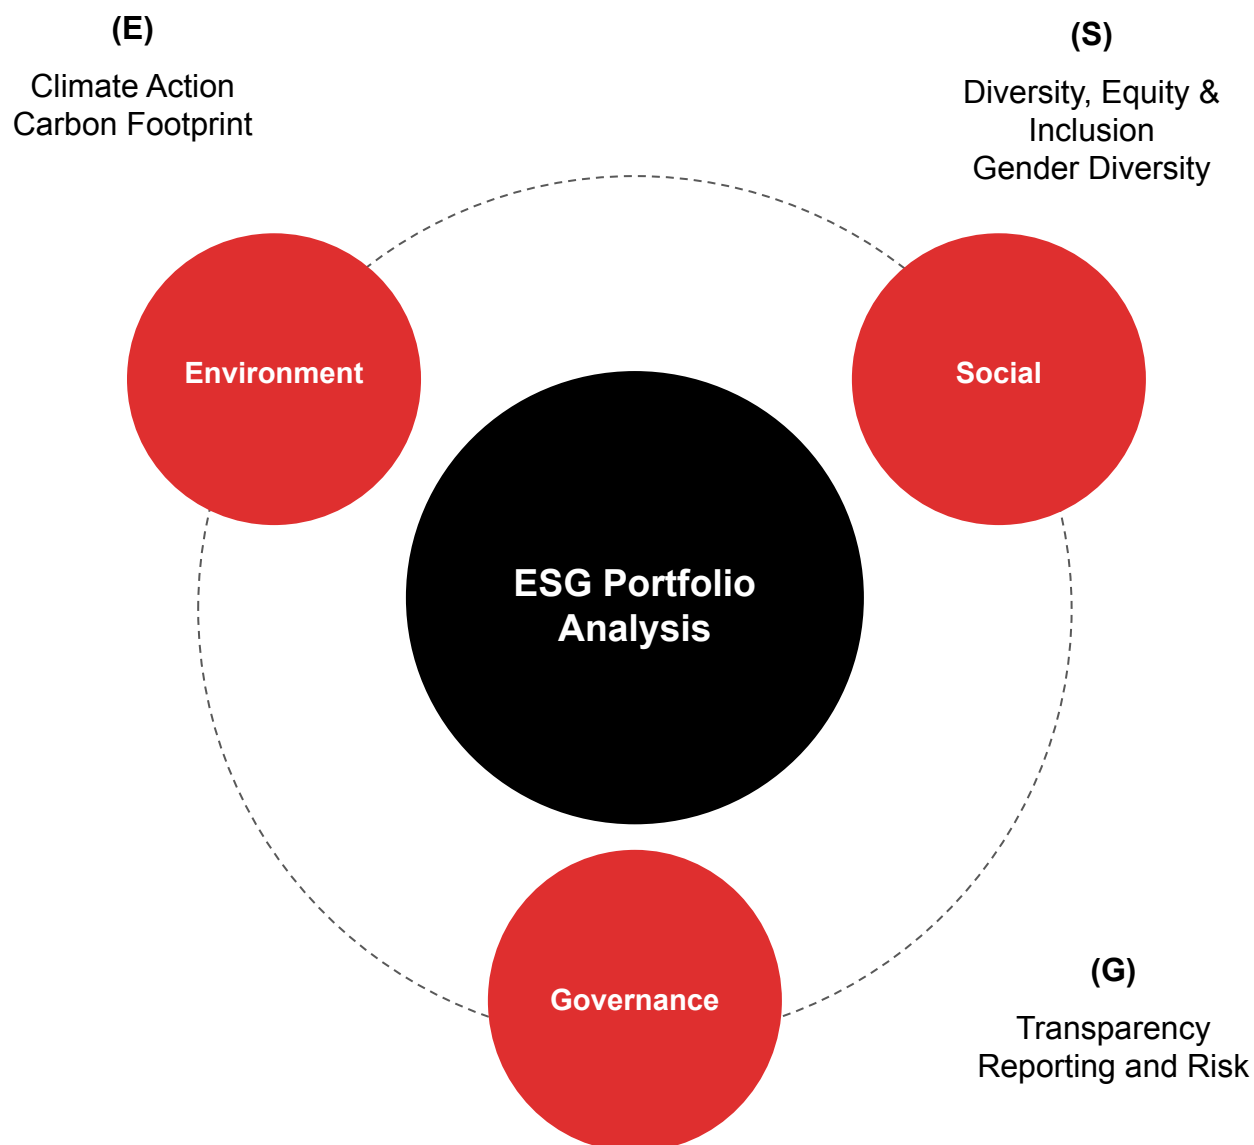 (E)
Climate Action
Carbon Footprint
(S)
Diversity, Equity &
Inclusion
Gender Diversity
Environment
Social
ESG Portfolio
Analysis
Governance
(G)
Transparency
Reporting and Risk